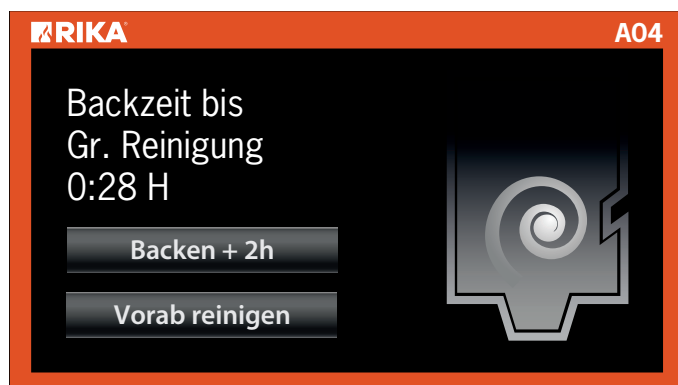 RIKA
A04
Backzeit bis
Gr. Reinigung
0:28 H
Backen + 2h
Vorab reinigen